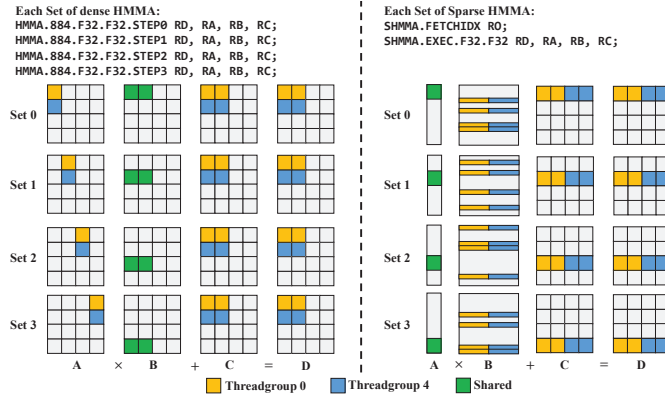 Each Set of dense HMMA:
HMMA.884.F32.F32.STEP0 RD, RA, RB, RC;
HMMA.884.F32.F32.STEP1 RD, RA, RB, RC;
HMMA.884.F32.F32.STEP2 RD, RA, RB, RC;
HMMA.884.F32.F32.STEP3 RD, RA, RB, RC;
Set 0
Set 1
Set 2
Set 3
A × B + C = D
Each Set of Sparse HMMA:
SHMMA.FETCHIDX RO;
SHMMA.EXEC.F32.F32 RD, RA, RB, RC;
Set 0
Set 1
Set 2
Set 3
A × B + C = D
Threadgroup 0 Threadgroup 4 Shared